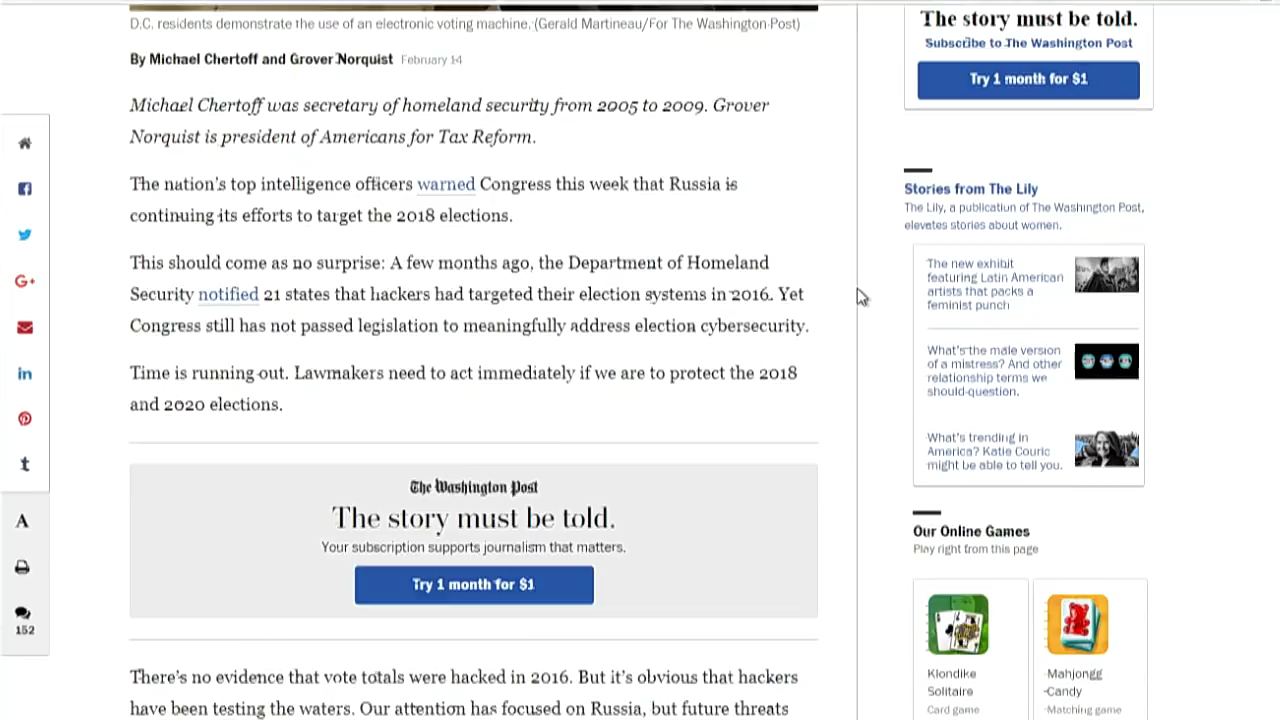 D.C. residents demonstrate the use of an electronic voting machine. (Gerald Martineau/For The Washington Post)
By Michael Chertoff and Grover Norquist February 14
Michael Chertoff was secretary of homeland security from 2005 to 2009. Grover
Norquist is president of Americans for Tax Reform.
The nation's top intelligence officers warned Congress this week that Russia is
continuing its efforts to target the 2018 elections.
This should come as no surprise: A few months ago, the Department of Homeland
Security notified 21 states that hackers had targeted their election systems in 2016. Yet
Congress still has not passed legislation to meaningfully address election cybersecurity.
Time is running out. Lawmakers need to act immediately if we are to protect the 2018
and 2020 elections.
The Washington Post
The story must be told.
Your subscription supports journalism that matters.
Try 1 month for $1
There's no evidence that vote totals were hacked in 2016. But it's obvious that hackers
have been testing the waters. Our attention has focused on Russia, but future threats
G+
in
t
A
152
The story must be told.
Subscribe to The Washington Post
Try 1 month for $1
Stories from The Lily
The Lily, a publication of The Washington Post,
elevates stories about women.
The new exhibit
featuring Latin American
artists that packs a
feminist punch
What's the male version
of a mistress? And other
relationship terms we
should question.
What's trending in
America? Katie Couric
might be able to tell you.
Our Online Games
Play right from this page
Klondike
Solitaire
Card game
Mahjongg
Candy
Matching game